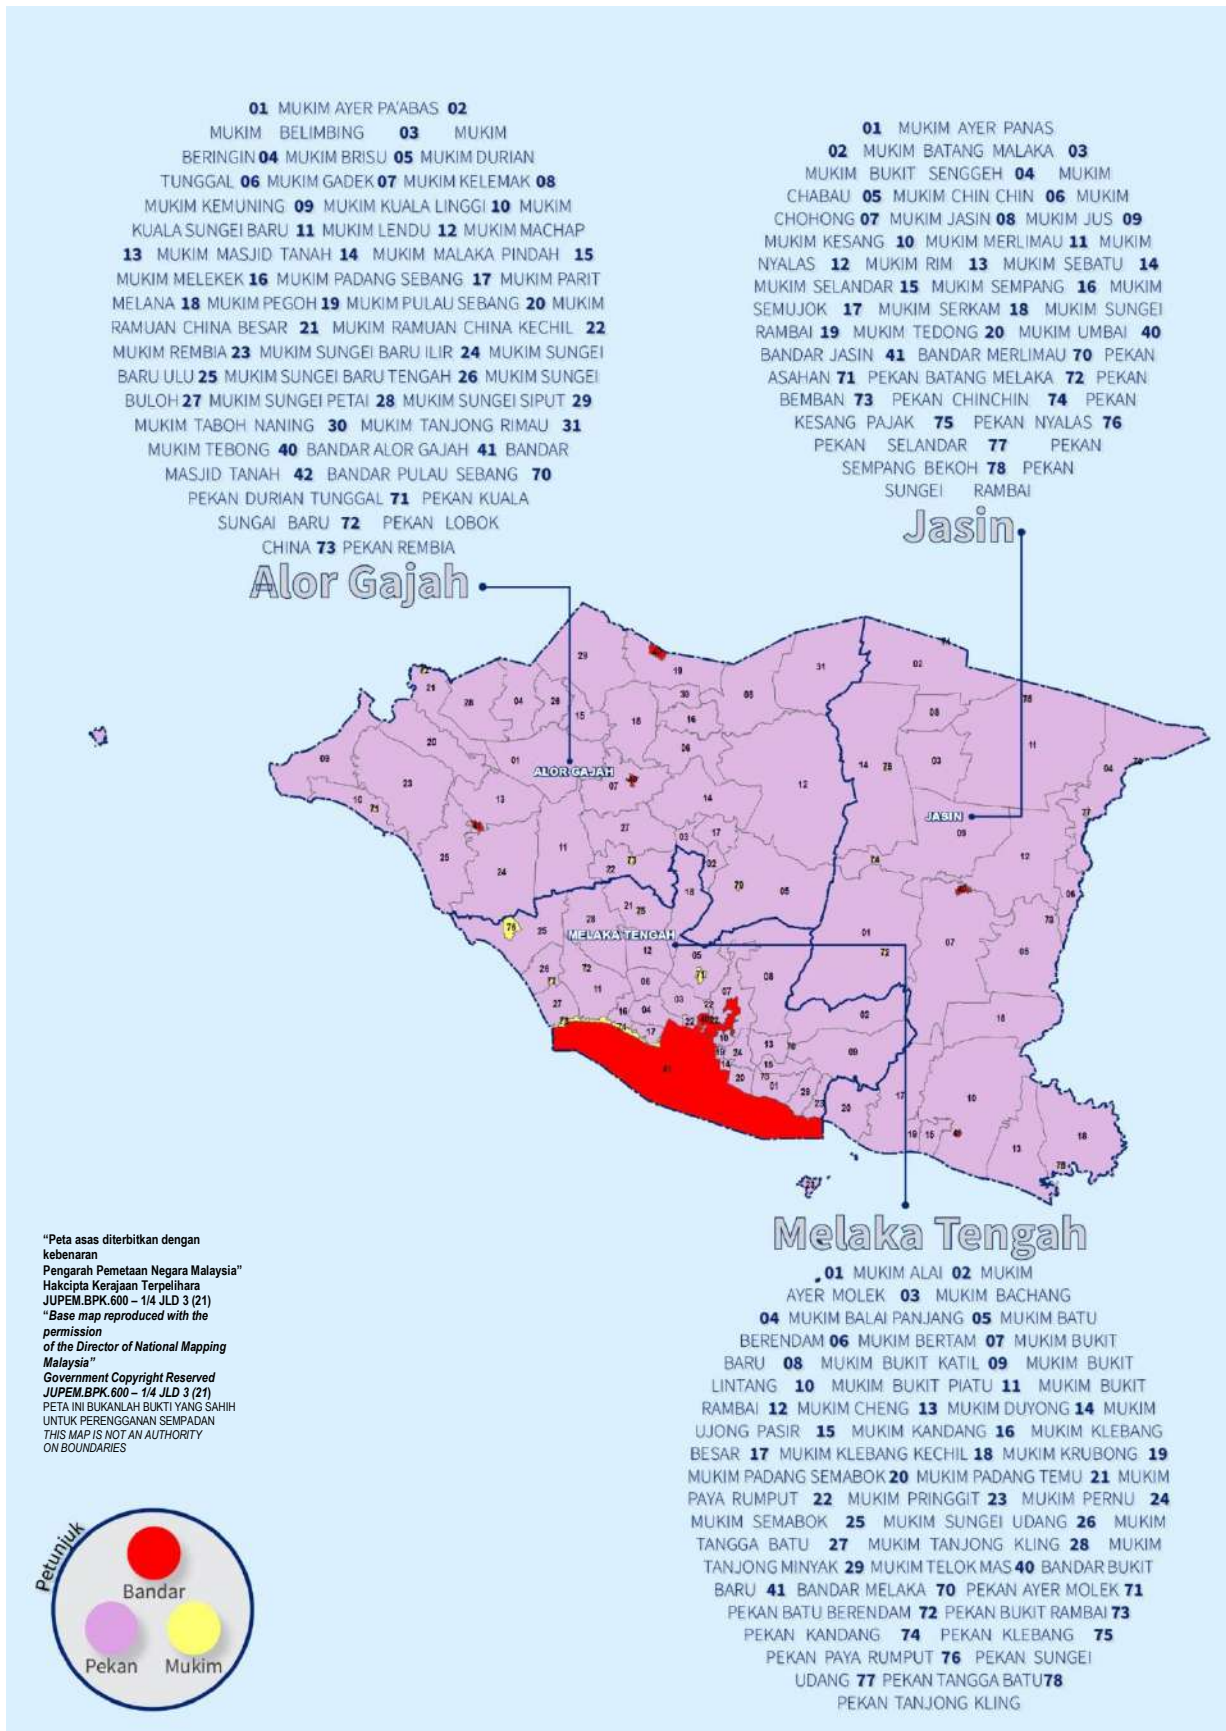 01 MUKIM AYER PA'ABAS 02
MUKIM BELIMBING 03 MUKIM
BERINGIN 04 MUKIM BRISU 05 MUKIM DURIAN
TUNGGAL 06 MUKIM GADEK 07 MUKIM KELEMAK 08
MUKIM KEMUNING 09 MUKIM KUALA LINGGI 10 MUKIM
KUALA SUNGEI BARU 11 MUKIM LENDU 12 MUKIM MACHAP
13 MUKIM MASJID TANAH 14 MUKIM MALAKA PINDAH 15
MUKIM MELEKEK 16 MUKIM PADANG SEBANG 17 MUKIM PARIT
MELANA 18 MUKIM PEGOH 19 MUKIM PULAU SEBANG 20 MUKIM
RAMUAN CHINA BESAR 21 MUKIM RAMUAN CHINA KECHIL 22
MUKIM REMBIA 23 MUKIM SUNGEI BARU ILIR 24 MUKIM SUNGEI
BARU ULU 25 MUKIM SUNGEI BARU TENGAH 26 MUKIM SUNGEI
BULOH 27 MUKIM SUNGEI PETAI 28 MUKIM SUNGEI SIPUT 29
MUKIM TABOH NANING 30 MUKIM TANJONG RIMAU 31
MUKIM TEBONG 40 BANDAR ALOR GAJAH 41 BANDAR
MASJID TANAH 42 BANDAR PULAU SEBANG 70
PEKAN DURIAN TUNGGAL 71 PEKAN KUALA
SUNGAI BARU 72 PEKAN LOBOK
CHINA 73 PEKAN REMBIA
Alor Gajah
01 MUKIM AYER PANAS
02 MUKIM BATANG MALAKA 03
MUKIM BUKIT SENGGEH 04 MUKIM
CHABAU 05 MUKIM CHIN CHIN 06 MUKIM
CHOHONG 07 MUKIM JASIN 08 MUKIM JUS 09
MUKIM KESANG 10 MUKIM MERLIMAU 11 MUKIM
NYALAS 12 MUKIM RIM 13 MUKIM SEBATU 14
MUKIM SELANDAR 15 MUKIM SEMPANG 16 MUKIM
SEMUJOK 17 MUKIM SERKAM 18 MUKIM SUNGEI
RAMBAI 19 MUKIM TEDONG 20 MUKIM UMBAI 40
BANDAR JASIN 41 BANDAR MERLIMAU 70 PEKAN
ASAHAN 71 PEKAN BATANG MELAKA 72 PEKAN
BEMBAN 73 PEKAN CHINCHIN 74 PEKAN
KESANG PAJAK 75 PEKAN NYALAS 76
PEKAN SELANDAR 77 PEKAN
SEMPANG BEKOH 78 PEKAN
SUNGEI RAMBAI
Jasin
ALOR GAJAH
JASIN
MELAKA TENGAH
Melaka Tengah
01 MUKIM ALAI 02 MUKIM
AYER MOLEK 03 MUKIM BACHANG
04 MUKIM BALAI PANJANG 05 MUKIM BATU
BERENDAM 06 MUKIM BERTAM 07 MUKIM BUKIT
BARU 08 MUKIM BUKIT KATIL 09 MUKIM BUKIT
LINTANG 10 MUKIM BUKIT PIATU 11 MUKIM BUKIT
RAMBAI 12 MUKIM CHENG 13 MUKIM DUYONG 14 MUKIM
UJONG PASIR 15 MUKIM KANDANG 16 MUKIM KLEBANG
BESAR 17 MUKIM KLEBANG KECHIL 18 MUKIM KRUBONG 19
MUKIM PADANG SEMABOK 20 MUKIM PADANG TEMU 21 MUKIM
PAYA RUMPUT 22 MUKIM PRINGGIT 23 MUKIM PERNU 24
MUKIM SEMABOK 25 MUKIM SUNGEI UDANG 26 MUKIM
TANGGA BATU 27 MUKIM TANJONG KLING 28 MUKIM
TANJONG MINYAK 29 MUKIM TELOK MAS 40 BANDAR BUKIT
BARU 41 BANDAR MELAKA 70 PEKAN AYER MOLEK 71
PEKAN BATU BERENDAM 72 PEKAN BUKIT RAMBAI 73
PEKAN KANDANG 74 PEKAN KLEBANG 75
PEKAN PAYA RUMPUT 76 PEKAN SUNGEI
UDANG 77 PEKAN TANGGA BATU78
PEKAN TANJONG KLING
“Peta asas diterbitkan dengan
kebenaran
Pengarah Pemetaan Negara Malaysia”
Hakcipta Kerajaan Terpelihara
JUPEM.BPK.600 – 1/4 JLD 3 (21)
“Base map reproduced with the
permission
of the Director of National Mapping
Malaysia”
Government Copyright Reserved
JUPEM.BPK.600 – 1/4 JLD 3 (21)
PETA INI BUKANLAH BUKTI YANG SAHIH
UNTUK PERENGGANAN SEMPADAN
THIS MAP IS NOT AN AUTHORITY
ON BOUNDARIES
Petunjuk
Bandar
Pekan Mukim